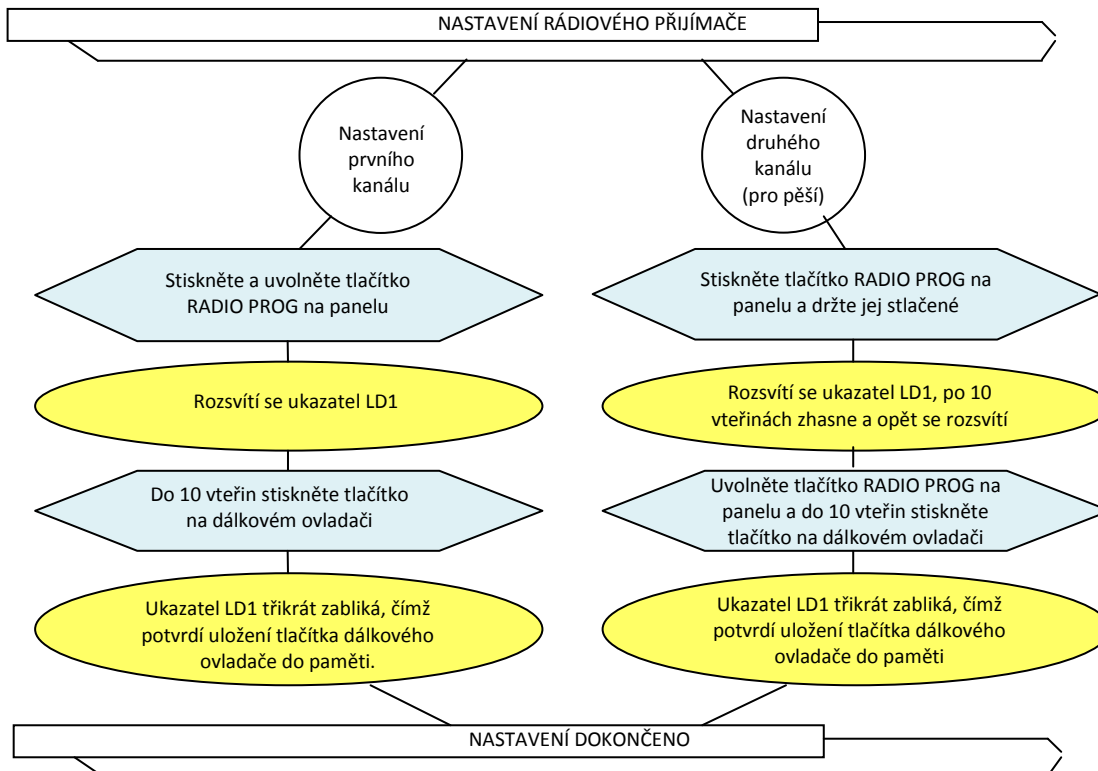 NASTAVENÍ RÁDIOVÉHO PŘIJÍMAČE
Nastavení
prvního
kanálu
Nastavení
druhého
kanálu
(pro pěší)
Stiskněte a uvolněte tlačítko
RADIO PROG na panelu
Stiskněte tlačítko RADIO PROG na
panelu a držte jej stlačené
Rozsvítí se ukazatel LD1
Rozsvítí se ukazatel LD1, po 10
vteřinách zhasne a opět se rozsvítí
Do 10 vteřin stiskněte tlačítko
na dálkovém ovladači
Uvolněte tlačítko RADIO PROG na
panelu a do 10 vteřin stiskněte
tlačítko na dálkovém ovladači
Ukazatel LD1 třikrát zabliká, čímž
potvrdí uložení tlačítka dálkového
ovladače do paměti.
Ukazatel LD1 třikrát zabliká, čímž
potvrdí uložení tlačítka dálkového
ovladače do paměti
NASTAVENÍ DOKONČENO